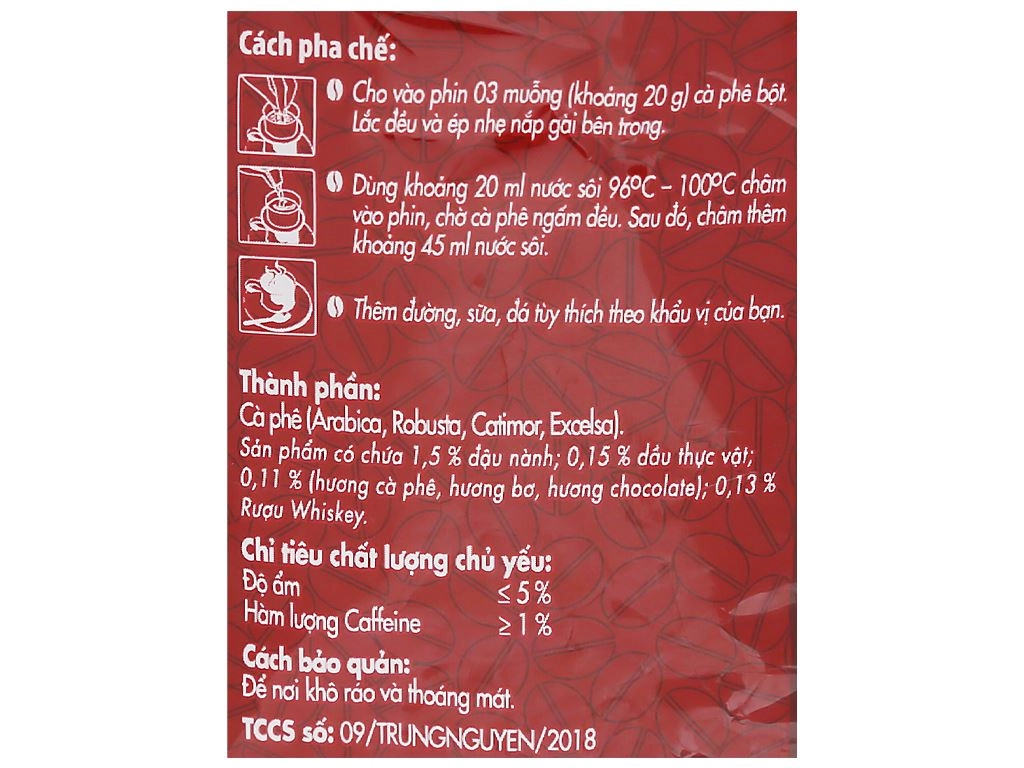 Cách pha chế:
Cho vào phin 03 muỗng (khoảng 20 g) cà phê bột.
Lắc đều và ép nhẹ nắp gài bên trong.
Dùng khoảng 20 ml nước sôi 96ºC – 100ºC châm
vào phin, chờ cà phê ngấm đều. Sau đó, châm thêm
khoảng 45 ml nước sôi.
Thêm đường, sữa, đá tùy thích theo khẩu vị của bạn.
Thành phần:
Cà phê (Arabica, Robusta, Catimor, Excelsa).
Sản phẩm có chứa 1,5 % đậu nành; 0,15 % dầu thực vật;
0,11 % (hương cà phê, hương bơ, hương chocolate); 0,13 %
Rượu Whiskey.
Chỉ tiêu chất lượng chủ yếu:
Độ ẩm ≤ 5 %
Hàm lượng Caffeine ≥ 1 %
Cách bảo quản:
Để nơi khô ráo và thoáng mát.
TCCS số: 09/TRUNGNGUYEN/2018